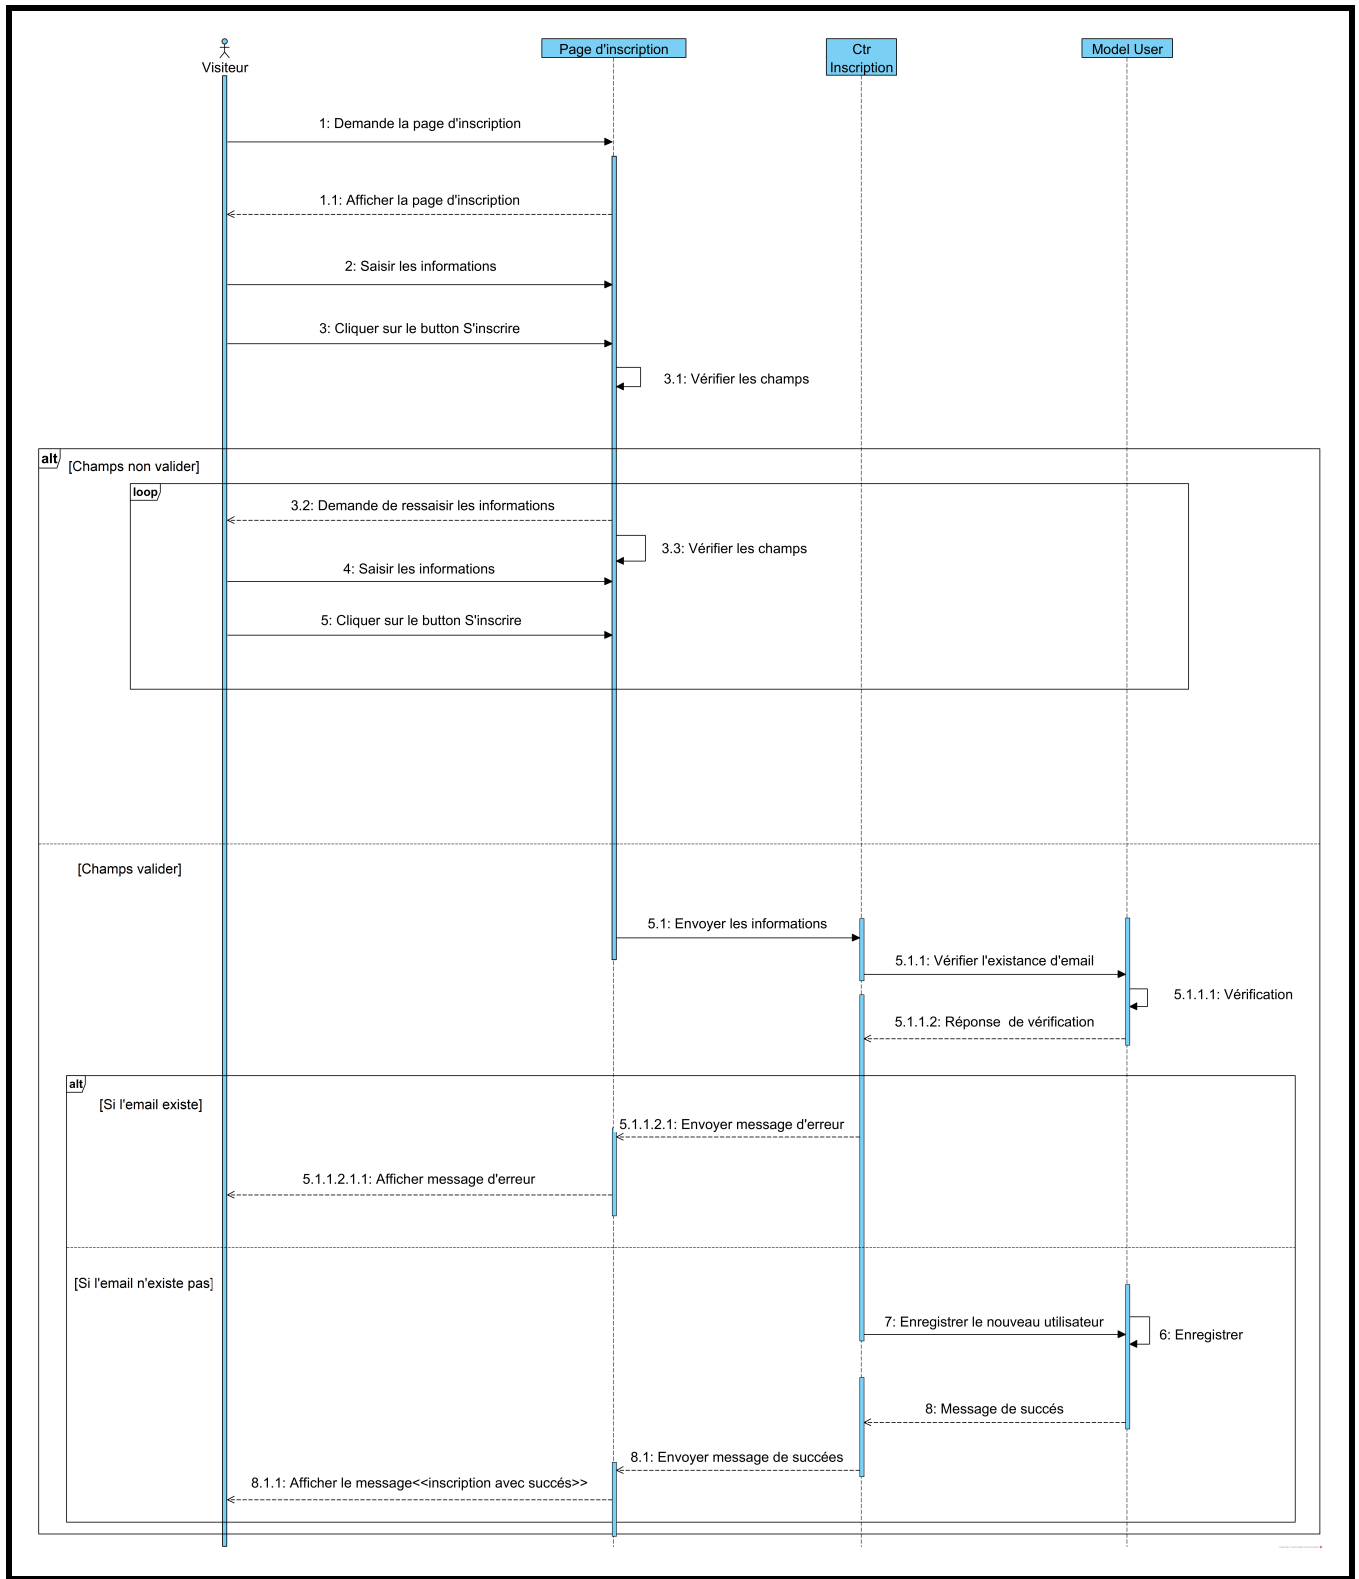 Visiteur
Page d'inscription
Ctr
Inscription
Model User
1: Demande la page d'inscription
1.1: Afficher la page d'inscription
2: Saisir les informations
3: Cliquer sur le button S'inscrire
3.1: Vérifier les champs
alt
[Champs non valider]
loop
3.2: Demande de ressaisir les informations
3.3: Vérifier les champs
4: Saisir les informations
5: Cliquer sur le button S'inscrire
[Champs valider]
5.1: Envoyer les informations
5.1.1: Vérifier l'existance d'email
5.1.1.1: Vérification
5.1.1.2: Réponse  de vérification
alt
[Si l'email existe]
5.1.1.2.1: Envoyer message d'erreur
5.1.1.2.1.1: Afficher message d'erreur
[Si l'email n'existe pas]
7: Enregistrer le nouveau utilisateur
6: Enregistrer
8: Message de succés
8.1: Envoyer message de succées
8.1.1: Afficher le message<<inscription avec succés>>